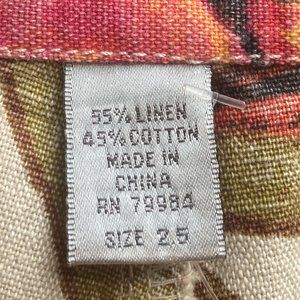 55% LINEN
45% COTTON
MADE IN
CHINA
RN 79984
SIZE 2.5